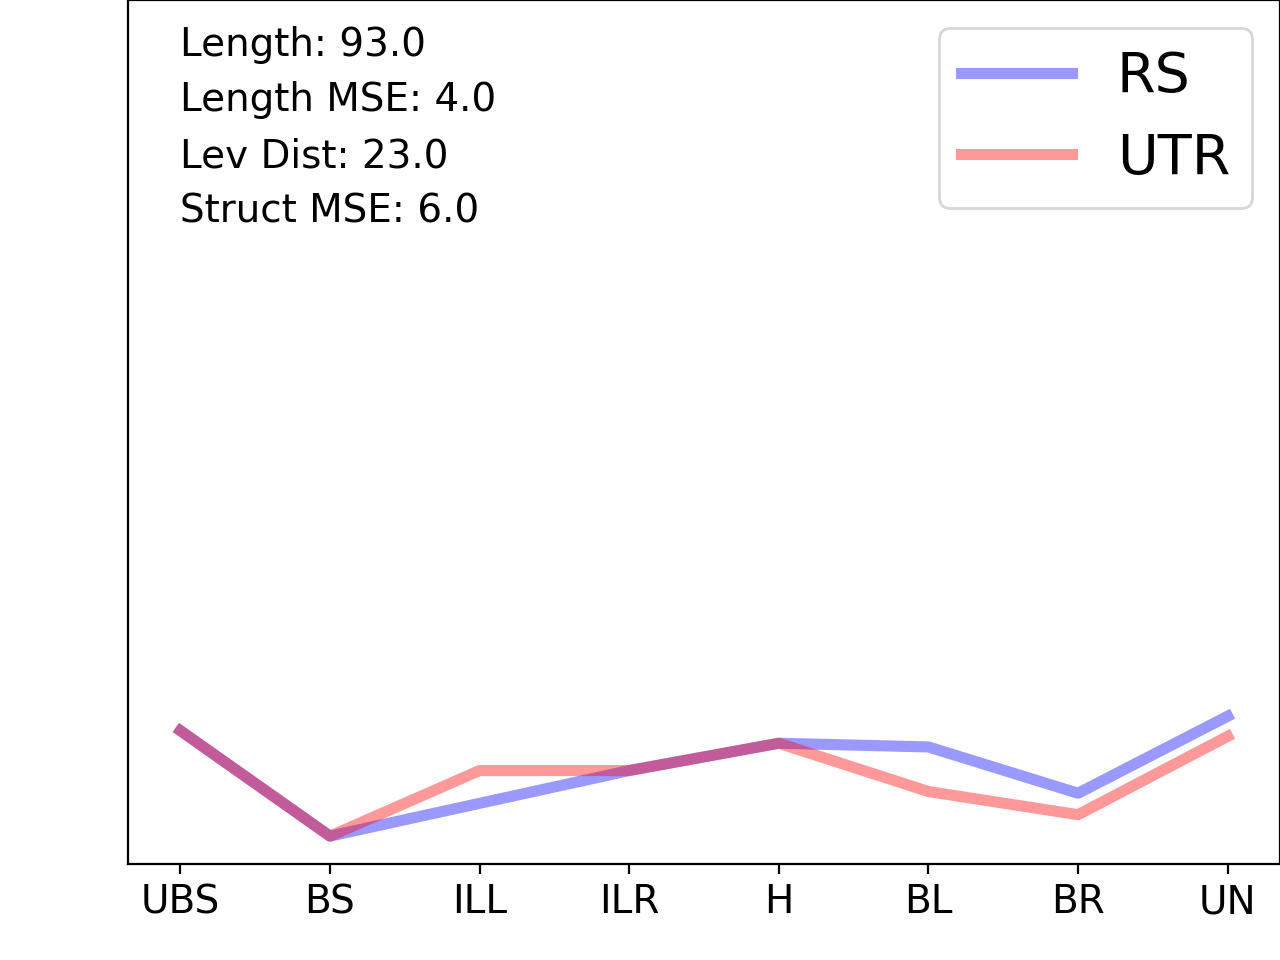 Length: 93.0
Length MSE: 4.0
Lev Dist: 23.0
Struct MSE: 6.0
RS
UTR
UBS BS ILL ILR H BL BR UN